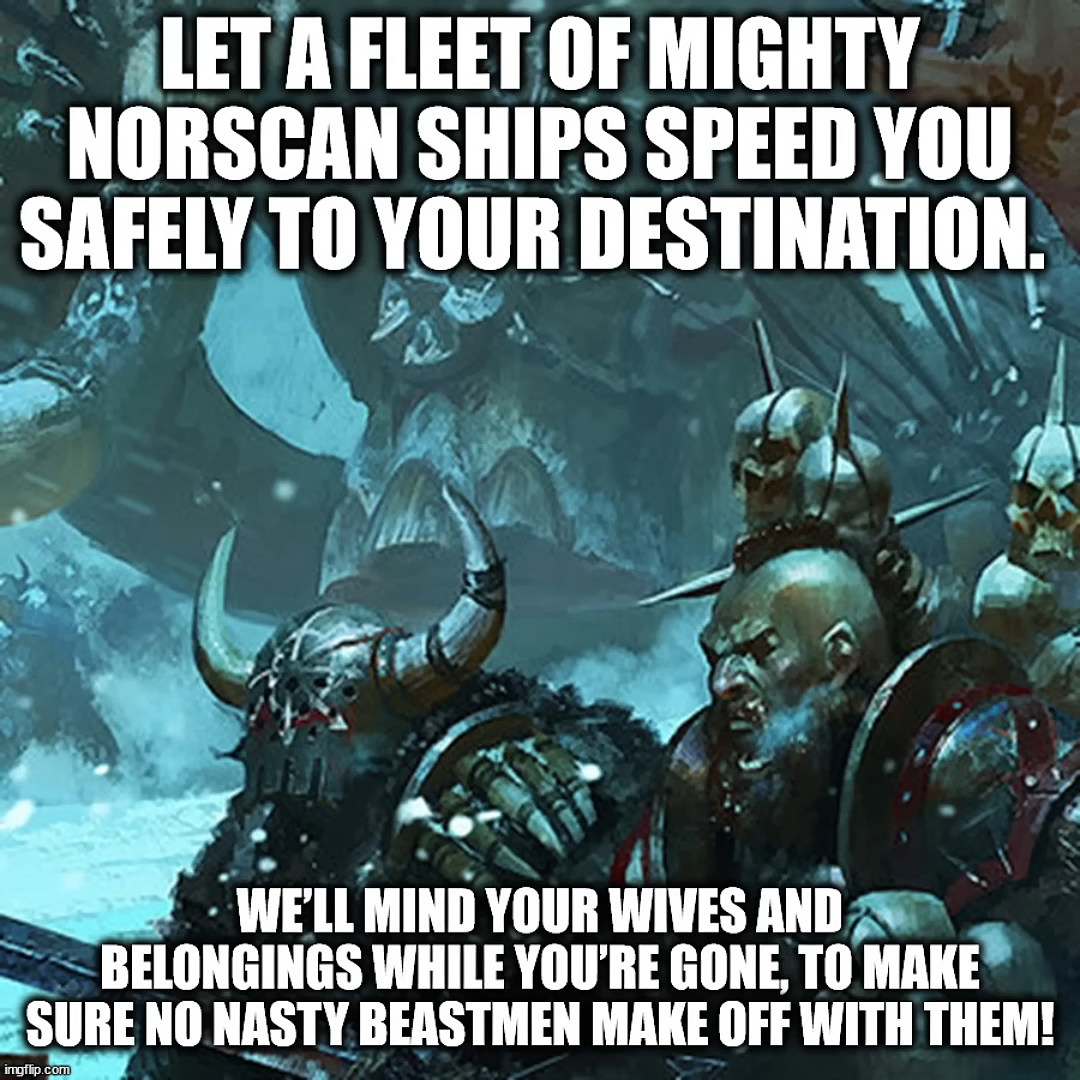 LET A FLEET OF MIGHTY
NORSCAN SHIPS SPEED YOU
SAFELY TO YOUR DESTINATION.
WE'LL MIND YOUR WIVES AND
BELONGINGS WHILE YOU'RE GONE, TO MAKE
SURE NO NASTY BEASTMEN MAKE OFF WITH THEM!
imgflip.com